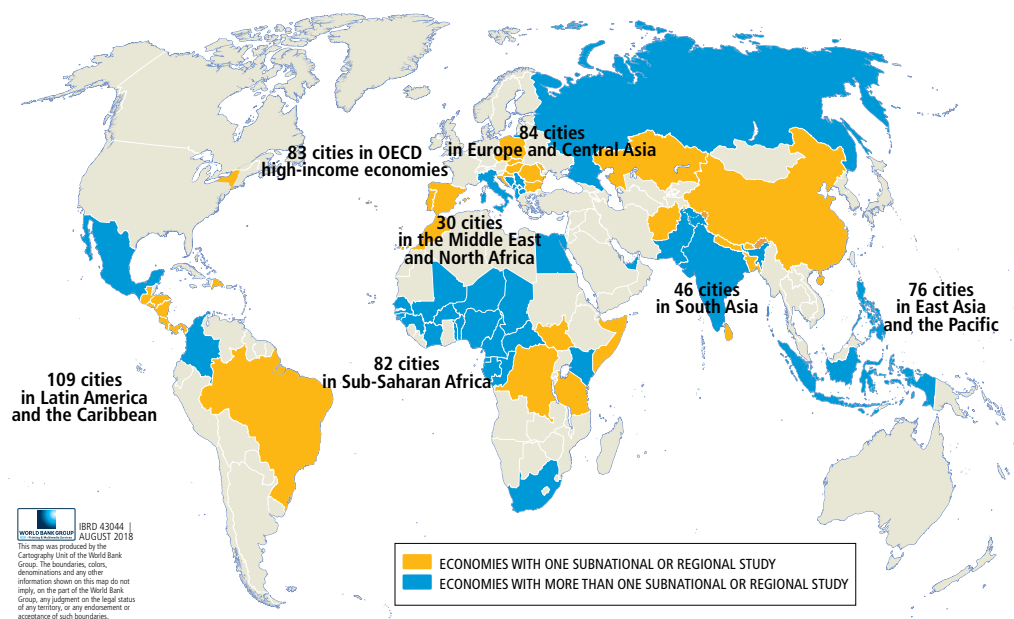 84 cities
in Europe and Central Asia
83 cities in OECD
high-income economies
30 cities
in the Middle East
and North Africa
46 cities
in South Asia
76 cities
in East Asia
and the Pacific
82 cities
in Sub-Saharan Africa
109 cities
in Latin America
and the Caribbean
WORLD BANK GROUP
IBRD 43044 |
AUGUST 2018
This map was produced by the
Cartography Unit of the World Bank
Group. The boundaries, colors,
denominations and any other
information shown on this map do not
imply, on the part of the World Bank
Group, any judgment on the legal status
of any territory, or any endorsement or
acceptance of such boundaries.
ECONOMIES WITH ONE SUBNATIONAL OR REGIONAL STUDY
ECONOMIES WITH MORE THAN ONE SUBNATIONAL OR REGIONAL STUDY